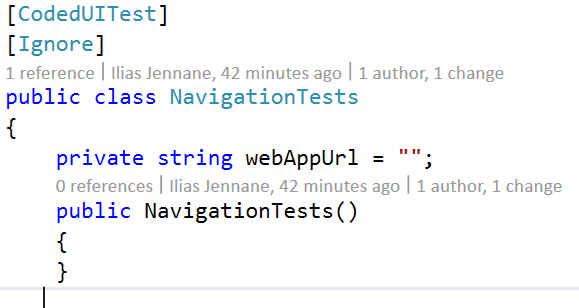 [CodedUITest]
[Ignore]
1 reference | Ilias Jennane, 42 minutes ago | 1 author, 1 change
public class NavigationTests
{
private string webAppUrl = "";
0 references | Ilias Jennane, 42 minutes ago | 1 author, 1 change
public NavigationTests()
{
}